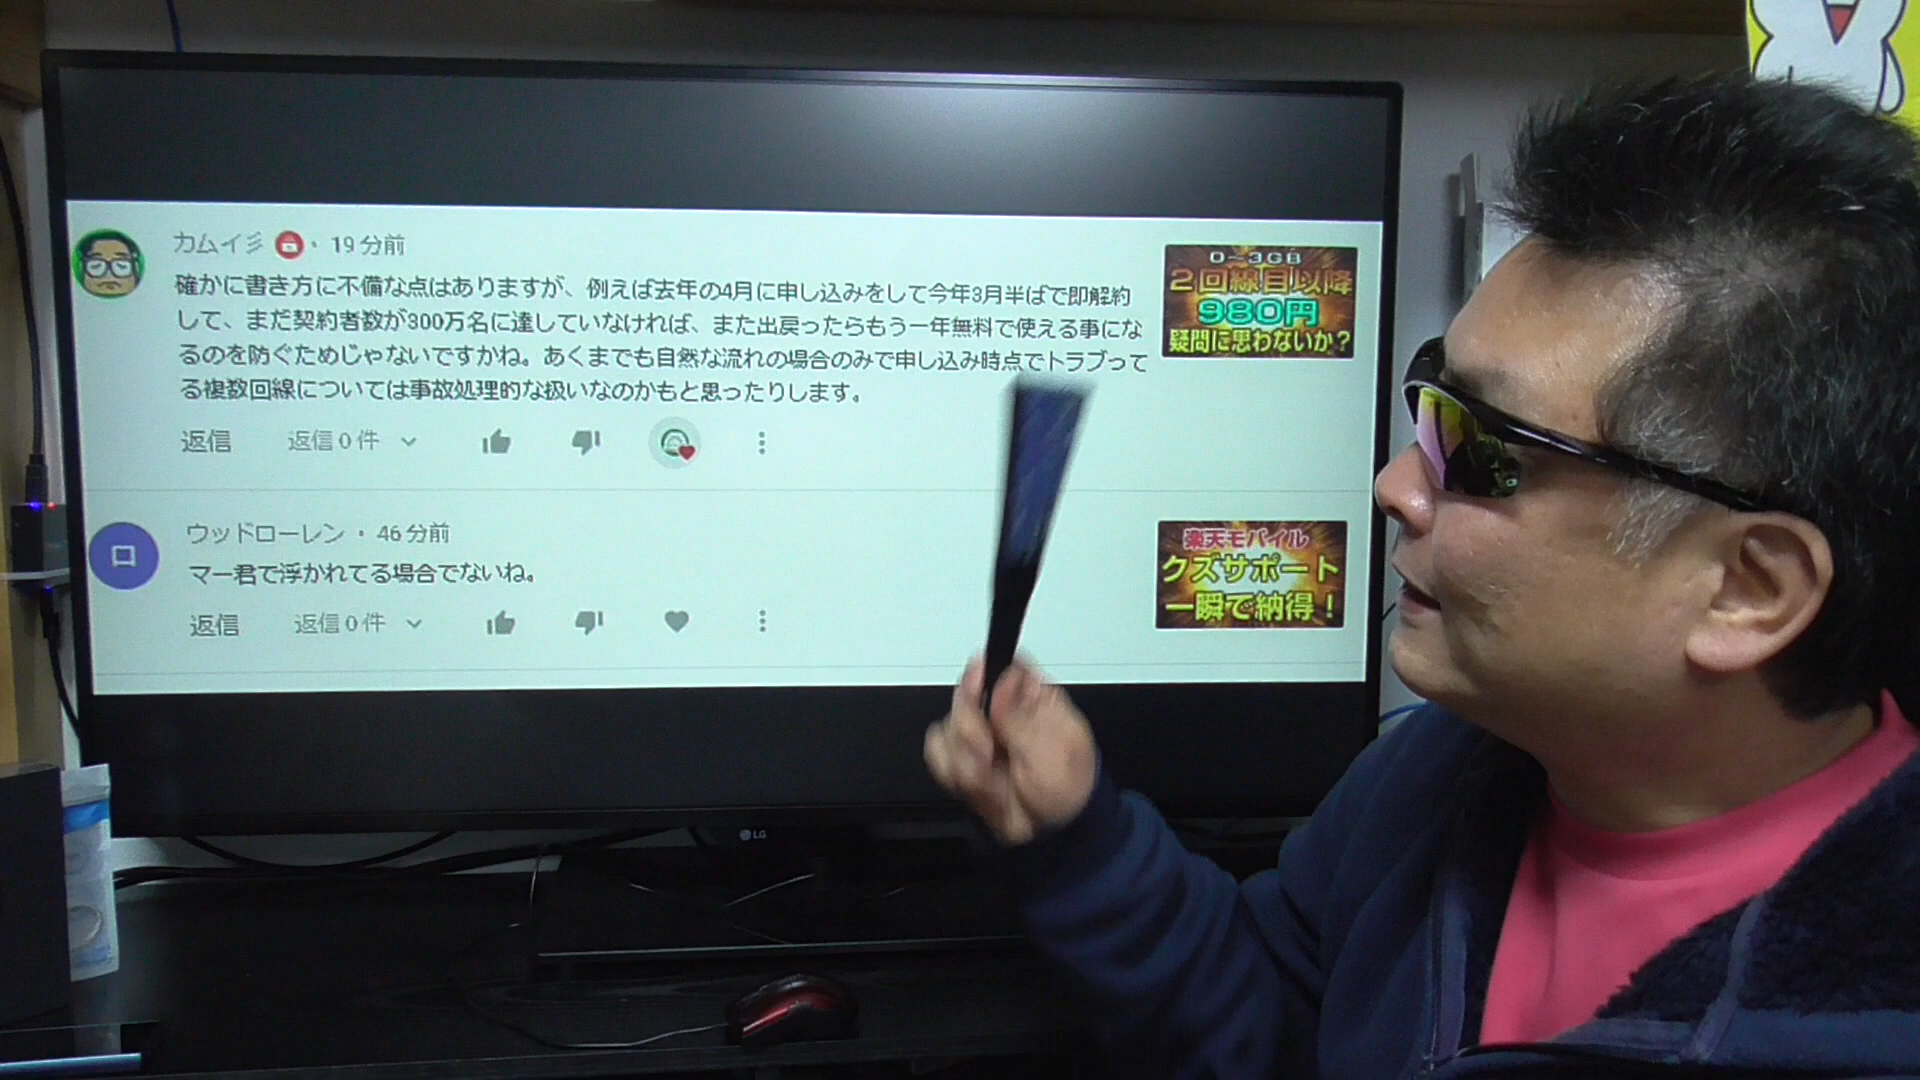 カムイ彡 ・ 19 分前
確かに書き方に不備な点はありますが、例えば去年の4月に申し込みをして今年3月半ばで即解約
して、まだ契約者数が300万名に達していなければ、また出戻ったらもう一年無料で使える事にな
るのを防ぐためじゃないですかね。あくまでも自然な流れの場合のみで申し込み時点でトラブって
る複数回線については事故処理的な扱いなのかもと思ったりします。
返信 返信 0 件
0～3GB
2回線目以降
980円
疑問に思わないか？
ロ
ウッドローレン ・ 46 分前
マー君で浮かれてる場合でないね。
返信 返信 0 件
楽天モバイル
クズサポート
一瞬で納得！
LG